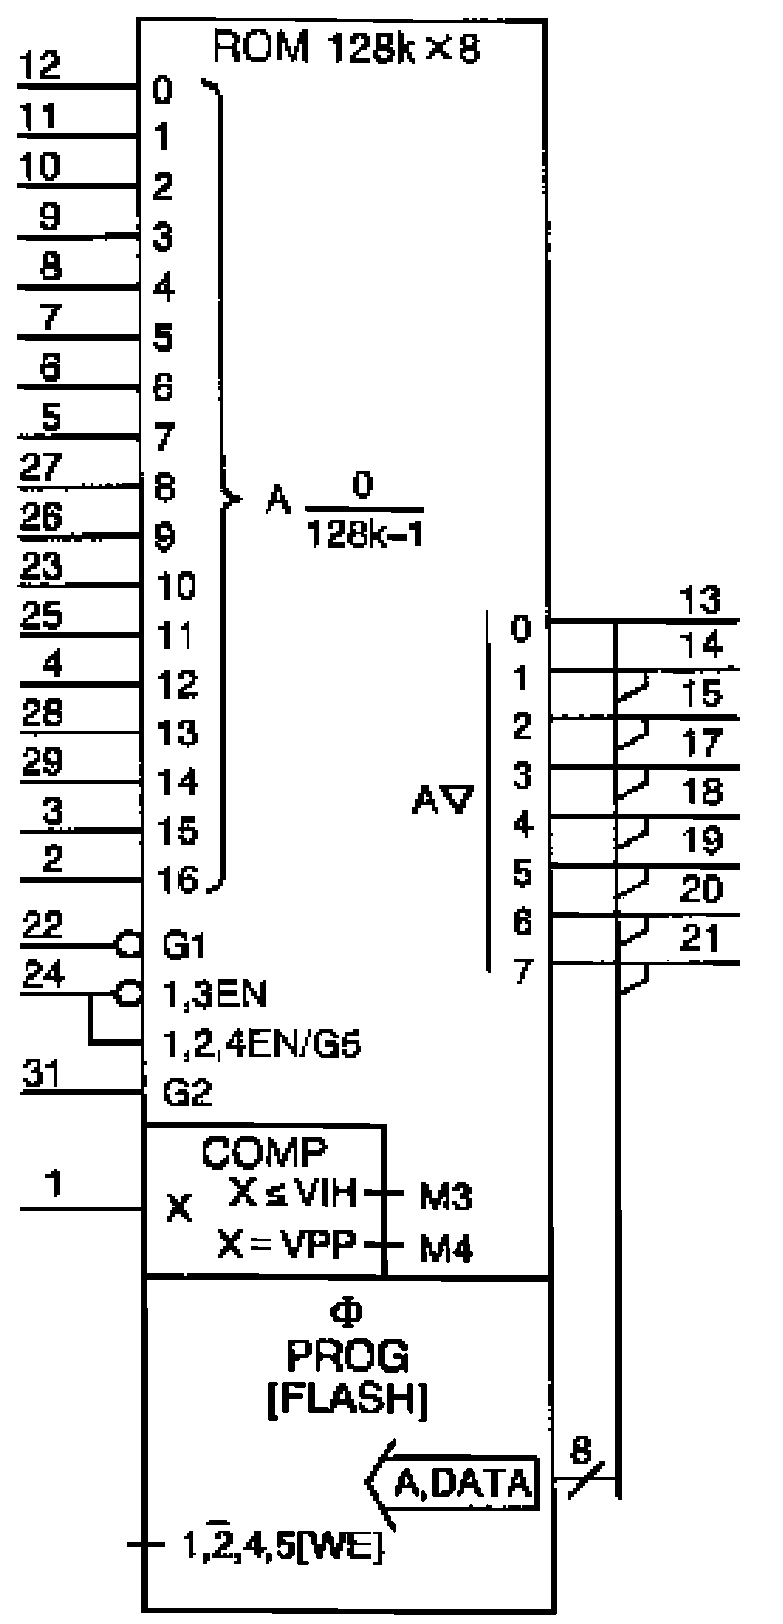 ROM 128k×8
12 0
11 1
10 2
9 3
8 4
7 5
6 6
5 7
27 8
A 0
26 9
128k-1
23 10
25 11
4 12
28 13
29 14
3 15
2 16
0 13
1 14
2 15
3 17
A▽
4 18
5 19
6 20
7 21
22 G1
24 1,3EN
1,2,4EN/G5
31 G2
COMP
1 X
X ≤ VIH M3
X = VPP M4
Φ
PROG
[FLASH]
A,DATA 8
1,2̅,4,5[WE]